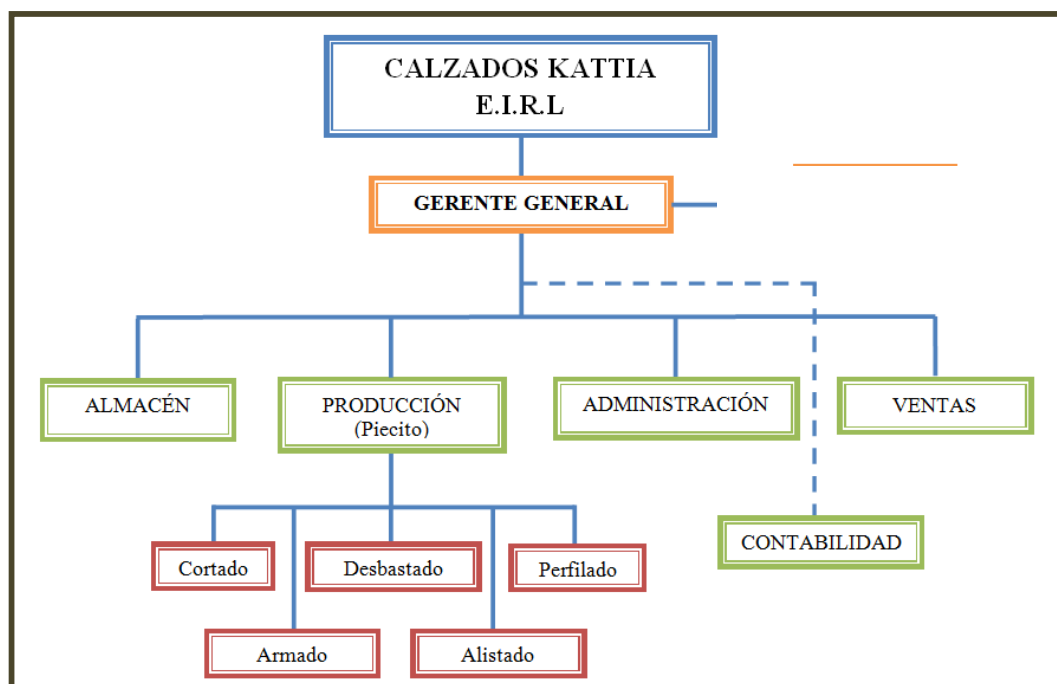 CALZADOS KATTIA
E.I.R.L
GERENTE GENERAL
ALMACÉN
PRODUCCIÓN
(Piecito)
ADMINISTRACIÓN
VENTAS
CONTABILIDAD
Cortado
Desbastado
Perfilado
Armado
Alistado